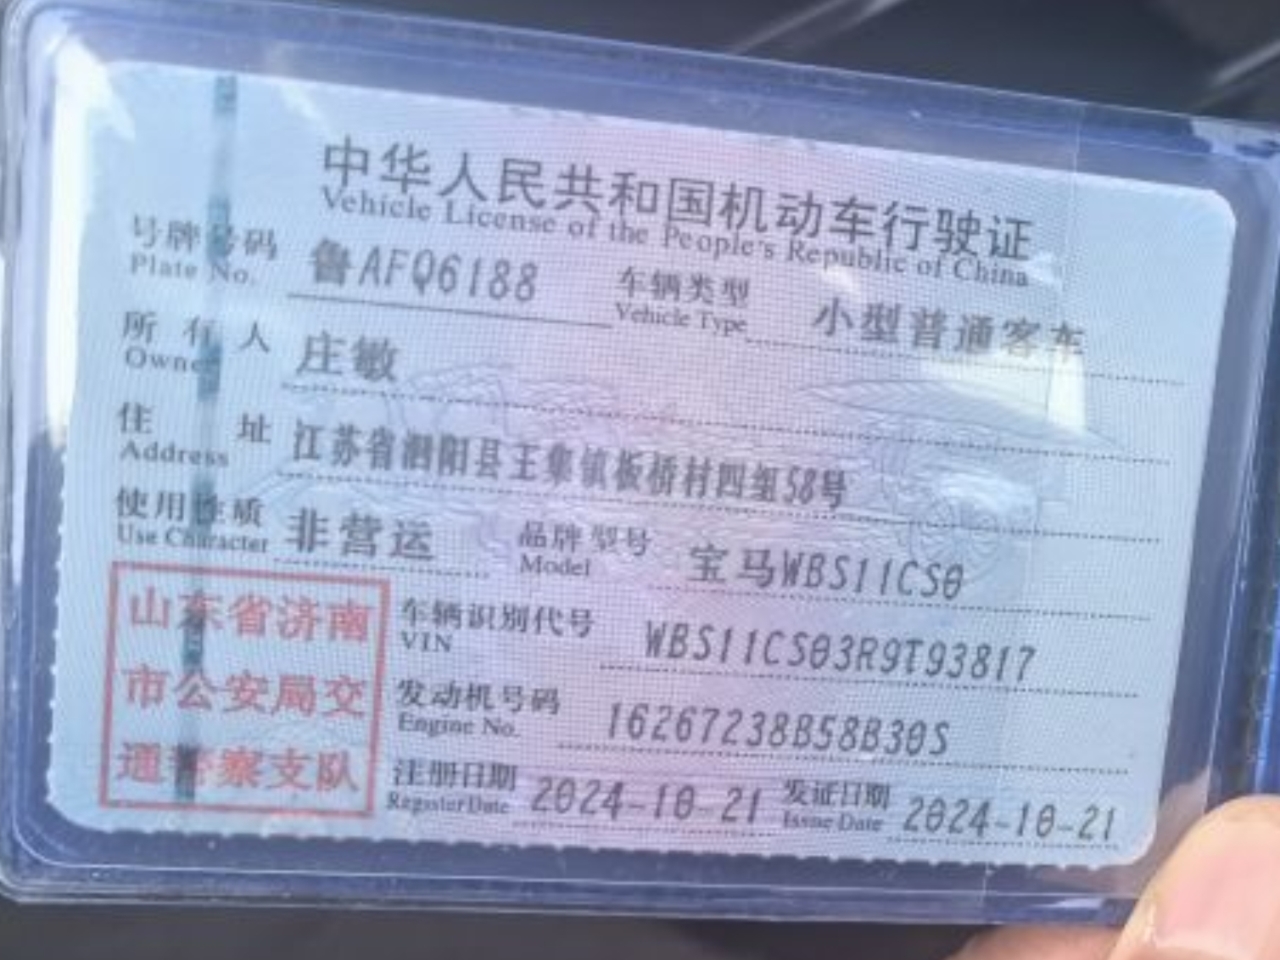 中华人民共和国机动车行驶证
Vehicle License of the People's Republic of China
号牌号码 鲁AFQ6188 车辆类型 小型普通客车
Plate No. Vehicle Type
所有人 庄敏
Owner
住址 江苏省泗阳县王集镇板桥村四组58号
Address
使用性质 非营运 品牌型号 宝马WBS11CS0
Use Character Model
山东省济南
市公安局交
通警察支队
车辆识别代号 WBS11CS03R9T93817
VIN
发动机号码 16267238B58B30S
Engine No.
注册日期 2024-10-21 发证日期 2024-10-21
Register Date Issue Date